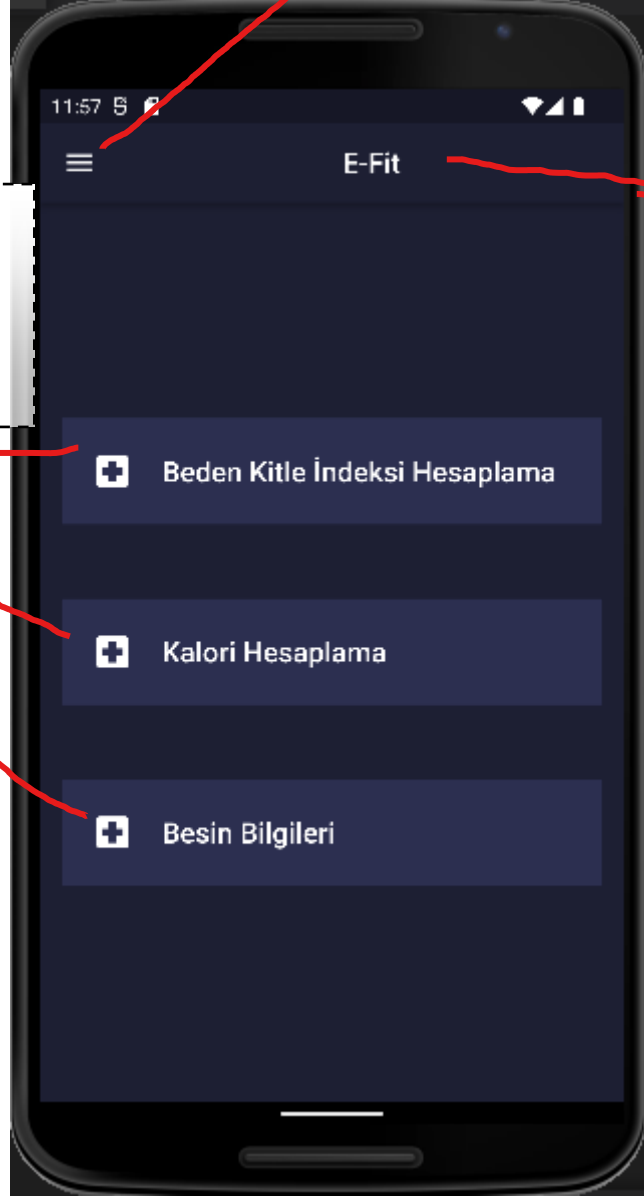 11:57
E-Fit
Beden Kitle İndeksi Hesaplama
Kalori Hesaplama
Besin Bilgileri